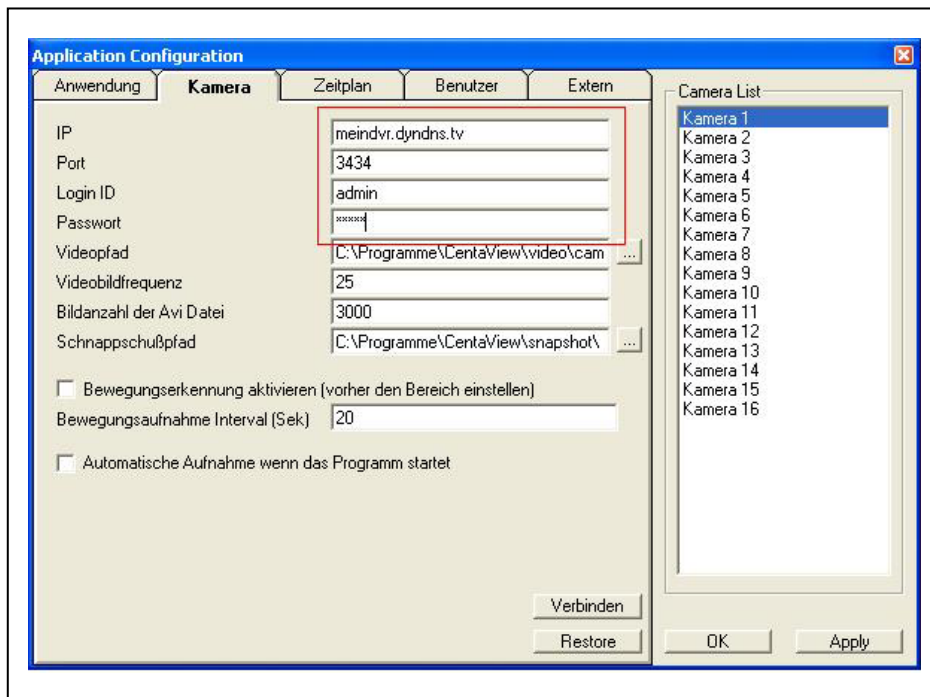 Application Configuration
Anwendung Kamera Zeitplan Benutzer Extern
IP meindvr.dyndns.tv
Port 3434
Login ID admin
Passwort *****
Videopfad C:\Programme\CentaView\video\cam ...
Videobildfrequenz 25
Bildanzahl der Avi Datei 3000
Schnappschußpfad C:\Programme\CentaView\snapshot\ ...
Bewegungserkennung aktivieren (vorher den Bereich einstellen)
Bewegungsaufnahme Interval (Sek) 20
Automatische Aufnahme wenn das Programm startet
Verbinden
Restore
Camera List
Kamera 1
Kamera 2
Kamera 3
Kamera 4
Kamera 5
Kamera 6
Kamera 7
Kamera 8
Kamera 9
Kamera 10
Kamera 11
Kamera 12
Kamera 13
Kamera 14
Kamera 15
Kamera 16
OK Apply